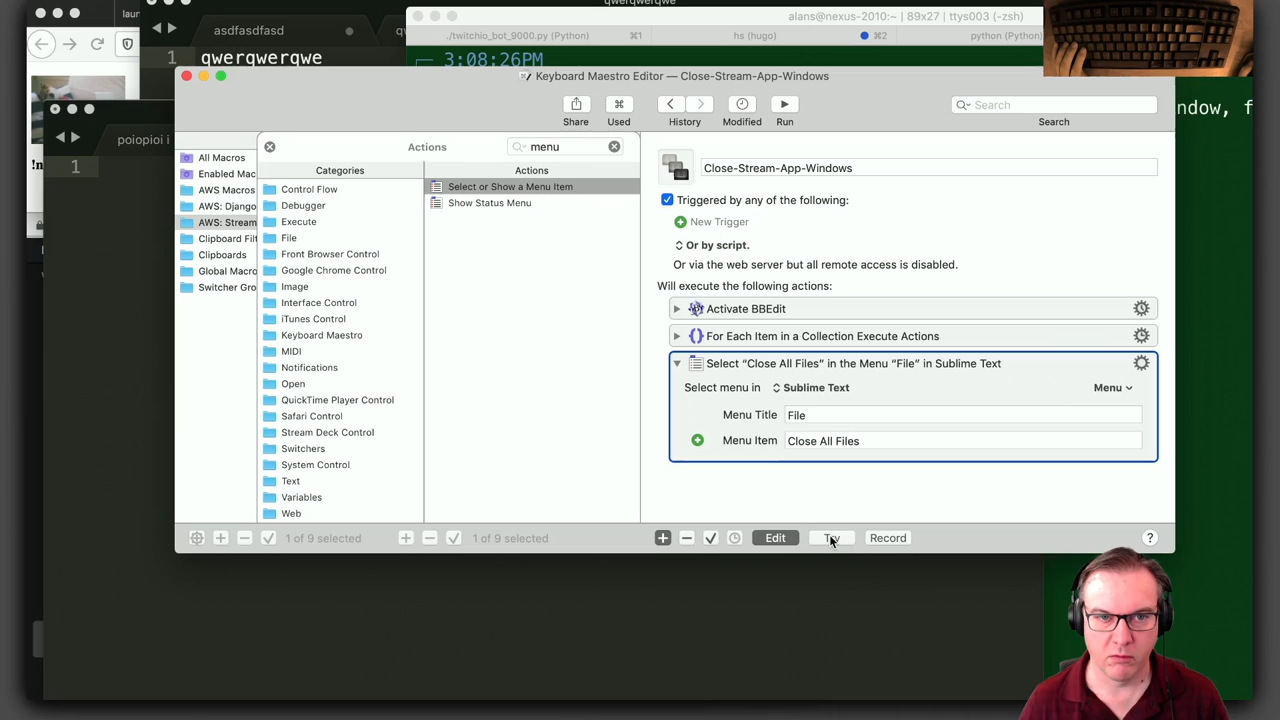 qwerqwerqwe
laun
asdfasdfasd
1 qwerqwerqwe
alans@nexus-2010:~ | 89x27 | ttys003 (-zsh)
./twitchio_bot_9000.py (Python) ⌘1
hs (hugo) ⌘2
python (Python)
3:08:26PM
ndow, f
poiopioi i
1
Keyboard Maestro Editor — Close-Stream-App-Windows
Share
Used
History
Modified
Run
Search
Search
All Macros
Enabled Mac
AWS Macros
AWS: Djano
AWS: Stream
Clipboard Filt
Clipboards
Global Macro
Switcher Gro
Actions
menu
Categories
Control Flow
Debugger
Execute
File
Front Browser Control
Google Chrome Control
Image
Interface Control
iTunes Control
Keyboard Maestro
MIDI
Notifications
Open
QuickTime Player Control
Safari Control
Stream Deck Control
Switchers
System Control
Text
Variables
Web
Actions
Select or Show a Menu Item
Show Status Menu
Close-Stream-App-Windows
Triggered by any of the following:
New Trigger
Or by script.
Or via the web server but all remote access is disabled.
Will execute the following actions:
Activate BBEdit
For Each Item in a Collection Execute Actions
Select “Close All Files” in the Menu “File” in Sublime Text
Select menu in Sublime Text Menu
Menu Title File
Menu Item Close All Files
1 of 9 selected
1 of 9 selected
Edit
Try
Record
?